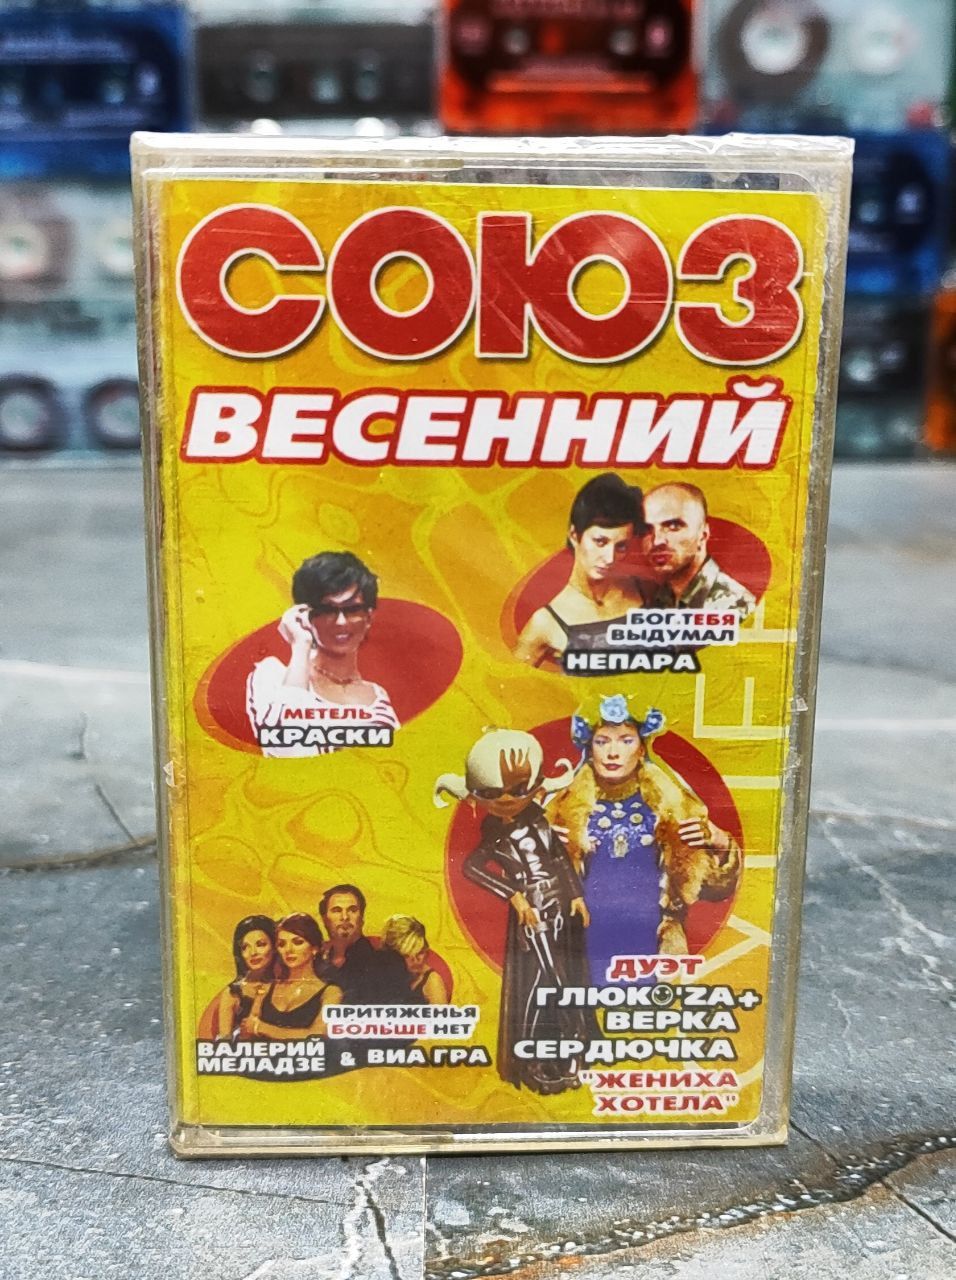 СОЮЗ
ВЕСЕННИЙ
БОГ ТЕБЯ
ВЫДУМАЛ
НЕПАРА
МЕТЕЛЬ
КРАСКИ
ПРИТЯЖЕНЬЯ
БОЛЬШЕ НЕТ
ВАЛЕРИЙ
МЕЛАДЗЕ & ВИА ГРА
ДУЭТ
ГЛЮК'ZA+
ВЕРКА
СЕРДЮЧКА
"ЖЕНИХА
ХОТЕЛА"